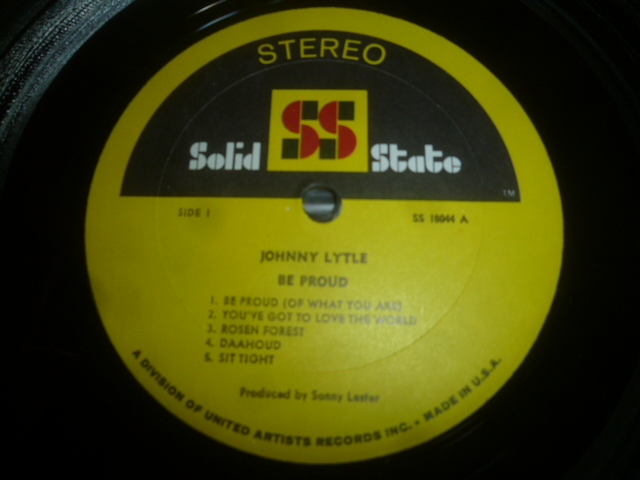 STEREO
SS
Solid State
TM
SIDE 1
SS 16044 A
JOHNNY LYTLE
BE PROUD
1. BE PROUD (OF WHAT YOU ARE)
2. YOU'VE GOT TO LOVE THE WORLD
3. ROSEN FOREST
4. DAAHOUD
5. SIT TIGHT
Produced by Sonny Lester
A DIVISION OF UNITED ARTISTS RECORDS INC. • MADE IN U.S.A.